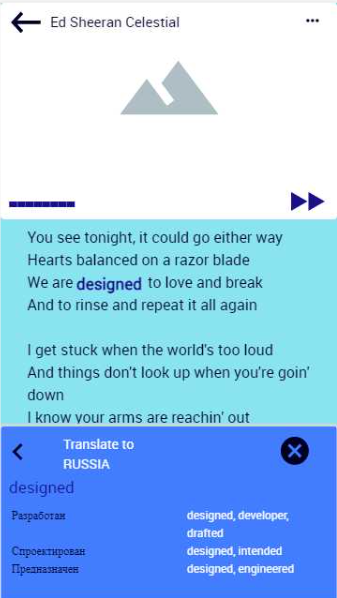 Ed Sheeran Celestial
You see tonight, it could go either way
Hearts balanced on a razor blade
We are designed to love and break
And to rinse and repeat it all again
I get stuck when the world's too loud
And things don't look up when you're goin'
down
I know your arms are reachin' out
Translate to
RUSSIA
designed
Разработан designed, developer,
drafted
Спроектирован designed, intended
Предназначен designed, engineered